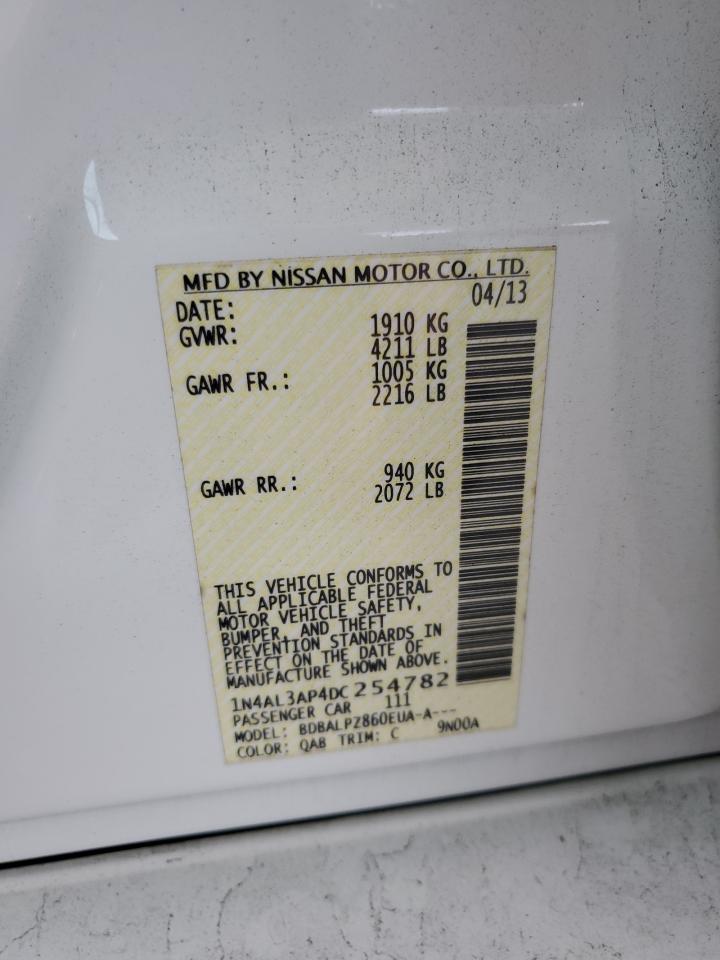 MFD BY NISSAN MOTOR CO., LTD.
DATE: 04/13
GVWR: 1910 KG
4211 LB
GAWR FR.: 1005 KG
2216 LB
GAWR RR.: 940 KG
2072 LB
THIS VEHICLE CONFORMS TO
ALL APPLICABLE FEDERAL
MOTOR VEHICLE SAFETY,
BUMPER, AND THEFT
PREVENTION STANDARDS IN
EFFECT ON THE DATE OF
MANUFACTURE SHOWN ABOVE.
1N4AL3AP4DC254782
PASSENGER CAR 111
MODEL: BDBALPZ860EUA-A---
COLOR: QAB TRIM: C 9N00A